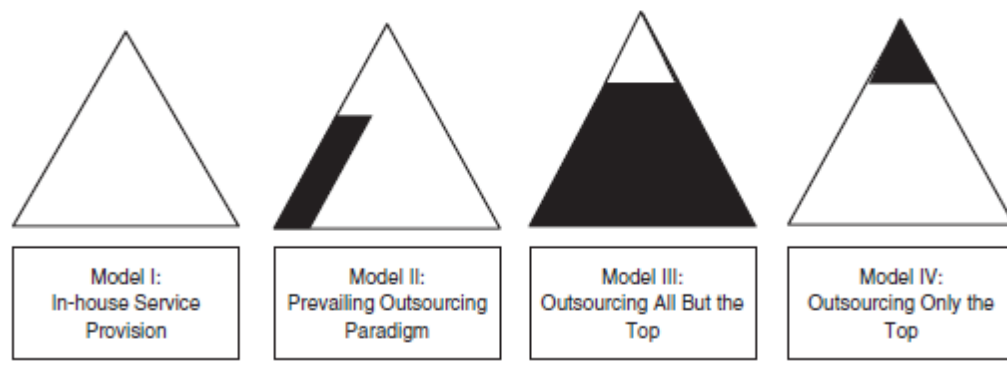 Model I:
In-house Service
Provision
Model II:
Prevailing Outsourcing
Paradigm
Model III:
Outsourcing All But the
Top
Model IV:
Outsourcing Only the
Top